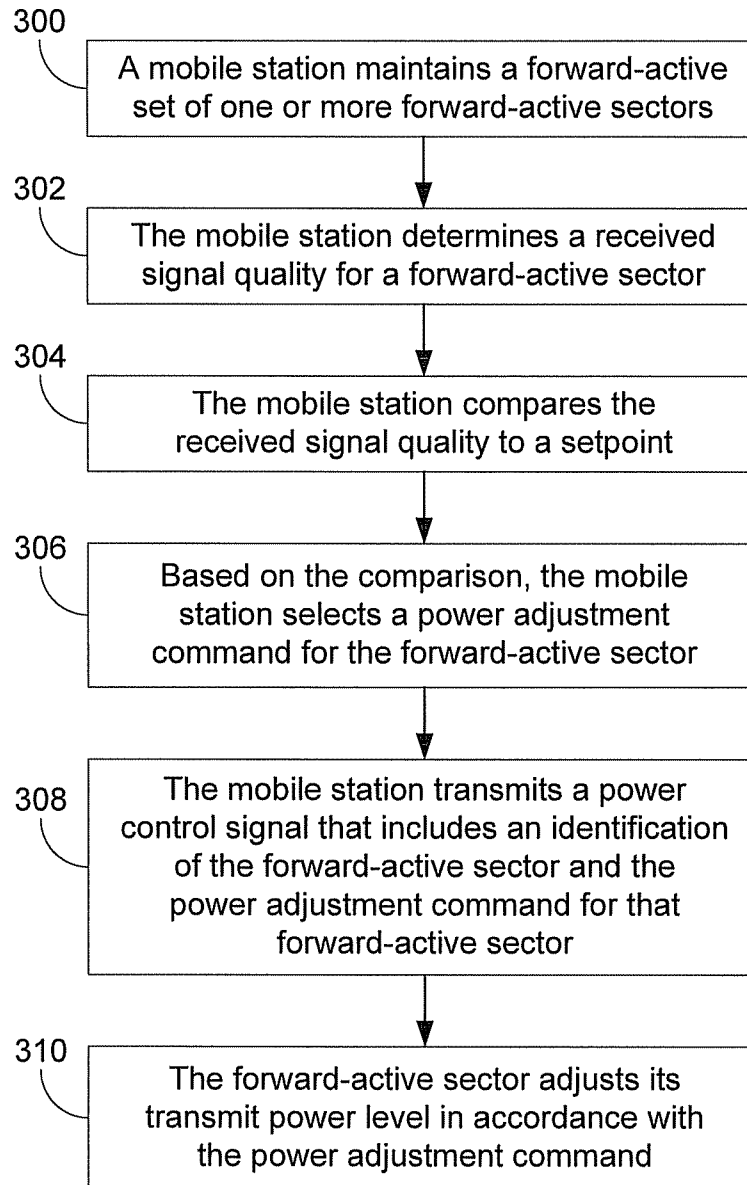 300
A mobile station maintains a forward-active
set of one or more forward-active sectors
302
The mobile station determines a received
signal quality for a forward-active sector
304
The mobile station compares the
received signal quality to a setpoint
306
Based on the comparison, the mobile
station selects a power adjustment
command for the forward-active sector
308
The mobile station transmits a power
control signal that includes an identification
of the forward-active sector and the
power adjustment command for that
forward-active sector
310
The forward-active sector adjusts its
transmit power level in accordance with
the power adjustment command